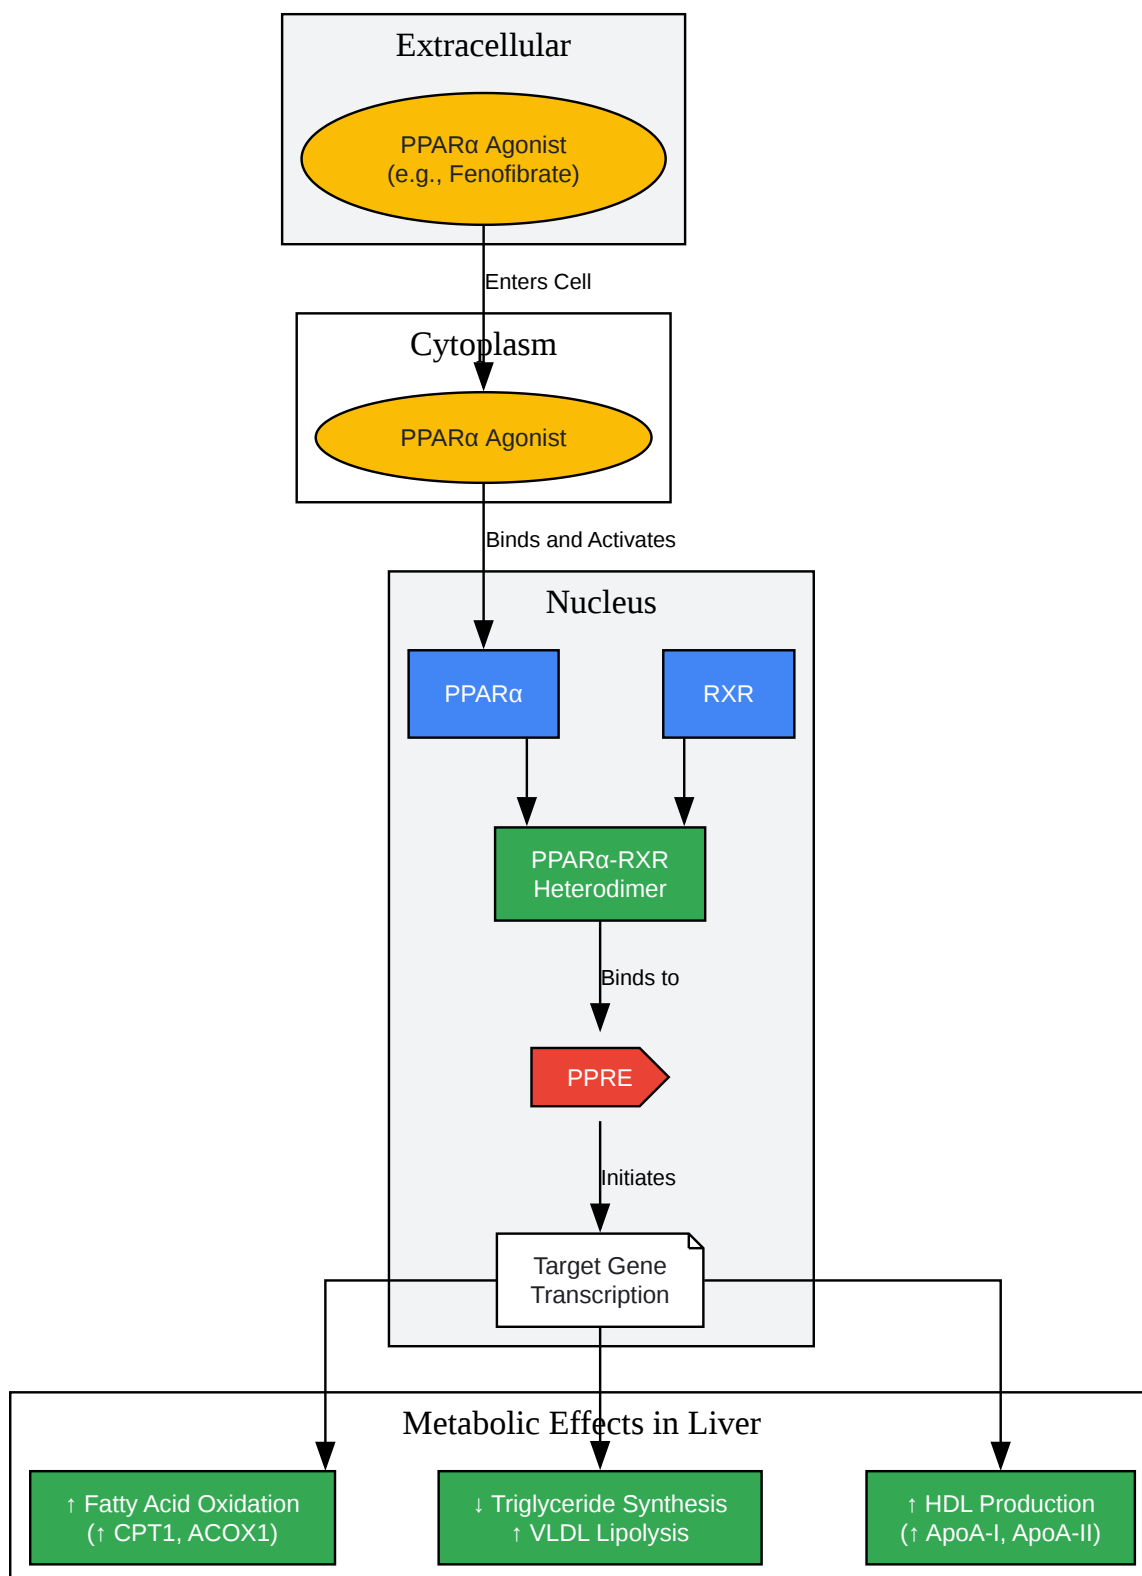 Extracellular
PPARα Agonist
(e.g., Fenofibrate)
Enters Cell
Cytoplasm
PPARα Agonist
Binds and Activates
Nucleus
PPARα
RXR
PPARα-RXR
Heterodimer
Binds to
PPRE
Initiates
Target Gene
Transcription
Metabolic Effects in Liver
↑ Fatty Acid Oxidation
(↑ CPT1, ACOX1)
↓ Triglyceride Synthesis
↑ VLDL Lipolysis
↑ HDL Production
(↑ ApoA-I, ApoA-II)